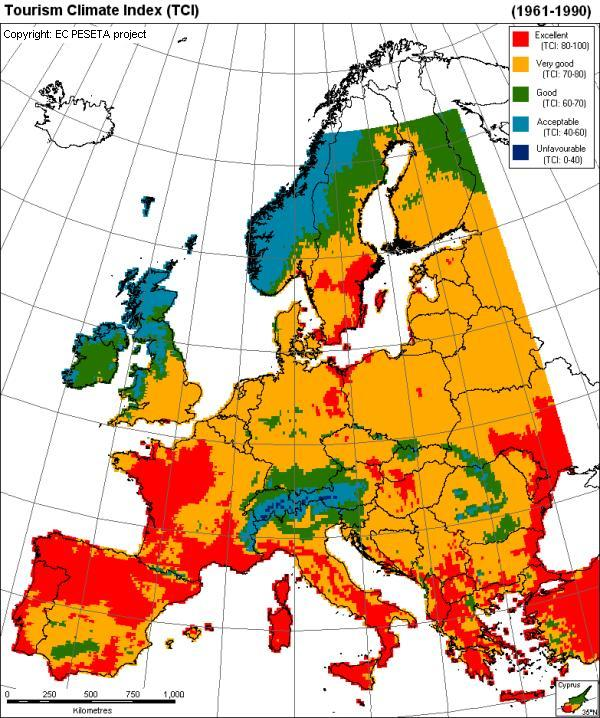 Tourism Climate Index (TCI)
(1961-1990)
Copyright: EC PESETA project
Excellent
(TCI: 80-100)
Very good
(TCI: 70-80)
Good
(TCI: 60-70)
Acceptable
(TCI: 40-60)
Unfavourable
(TCI: 0-40)
0 250 500 750 1,000
Kilometres
Cyprus
36°N